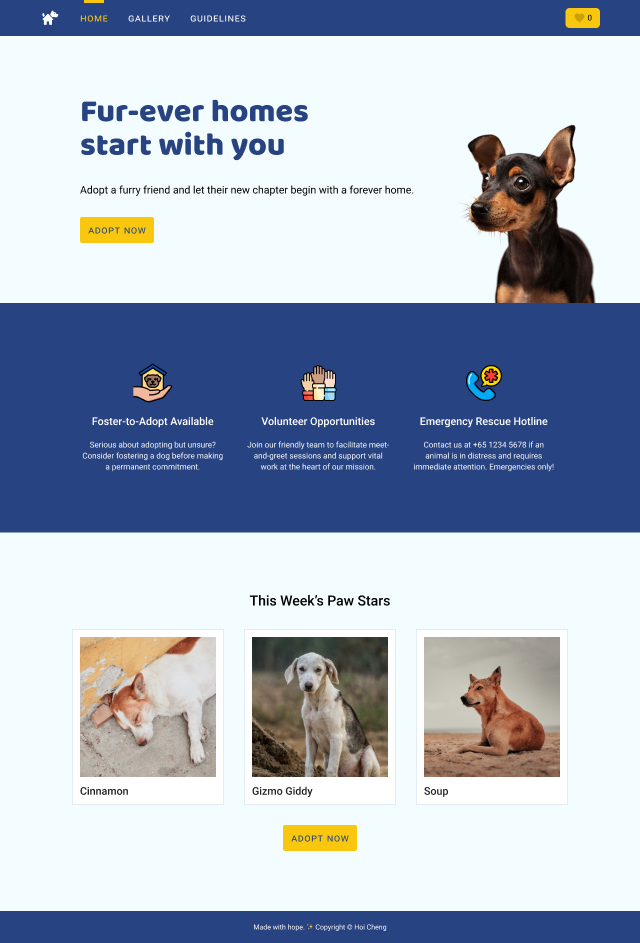 HOME GALLERY GUIDELINES 0
Fur-ever homes
start with you
Adopt a furry friend and let their new chapter begin with a forever home.
ADOPT NOW
Foster-to-Adopt Available
Serious about adopting but unsure?
Consider fostering a dog before making
a permanent commitment.
Volunteer Opportunities
Join our friendly team to facilitate meet-
and-greet sessions and support vital
work at the heart of our mission.
Emergency Rescue Hotline
Contact us at +65 1234 5678 if an
animal is in distress and requires
immediate attention. Emergencies only!
This Week’s Paw Stars
Cinnamon
Gizmo Giddy
Soup
ADOPT NOW
Made with hope. ✨ Copyright © Hoi Cheng